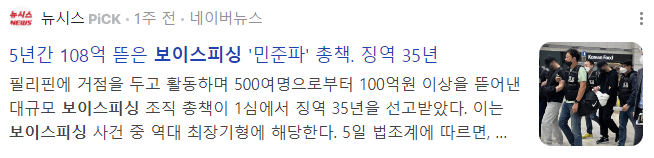 뉴시스
NEWS
뉴시스 PiCK · 1주 전 · 네이버뉴스
5년간 108억 뜯은 보이스피싱 '민준파' 총책. 징역 35년
필리핀에 거점을 두고 활동하며 500여명으로부터 100억원 이상을 뜯어낸
대규모 보이스피싱 조직 총책이 1심에서 징역 35년을 선고받았다. 이는
보이스피싱 사건 중 역대 최장기형에 해당한다. 5일 법조계에 따르면, ...
Korean Food